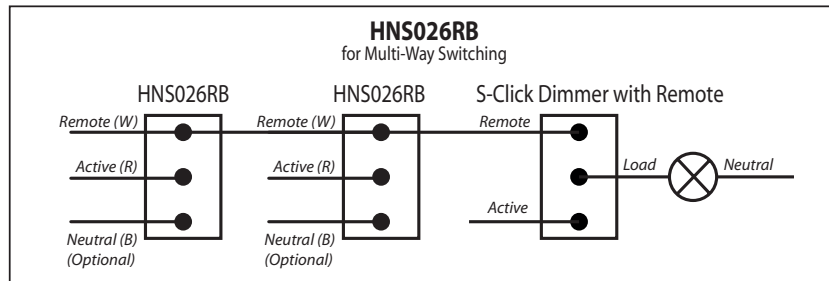 HNS026RB
for Multi-Way Switching
HNS026RB
HNS026RB
S-Click Dimmer with Remote
Remote (W)
Remote (W)
Remote
Active (R)
Active (R)
Load
Neutral
Active
Neutral (B)
(Optional)
Neutral (B)
(Optional)